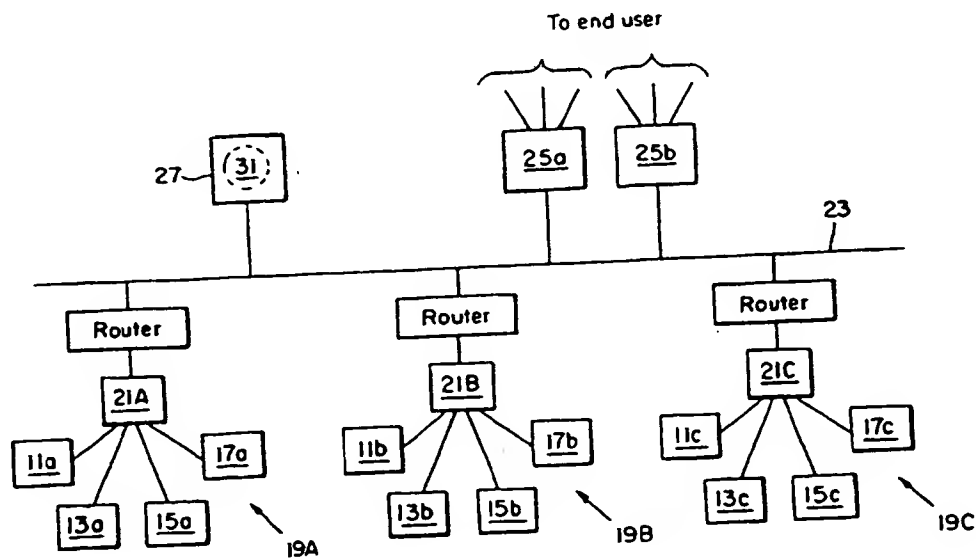 To end user
31
27
25a
25b
23
Router
Router
Router
21A
21B
21C
11a
17a
11b
17b
11c
17c
13a
15a
13b
15b
13c
15c
19A
19B
19C